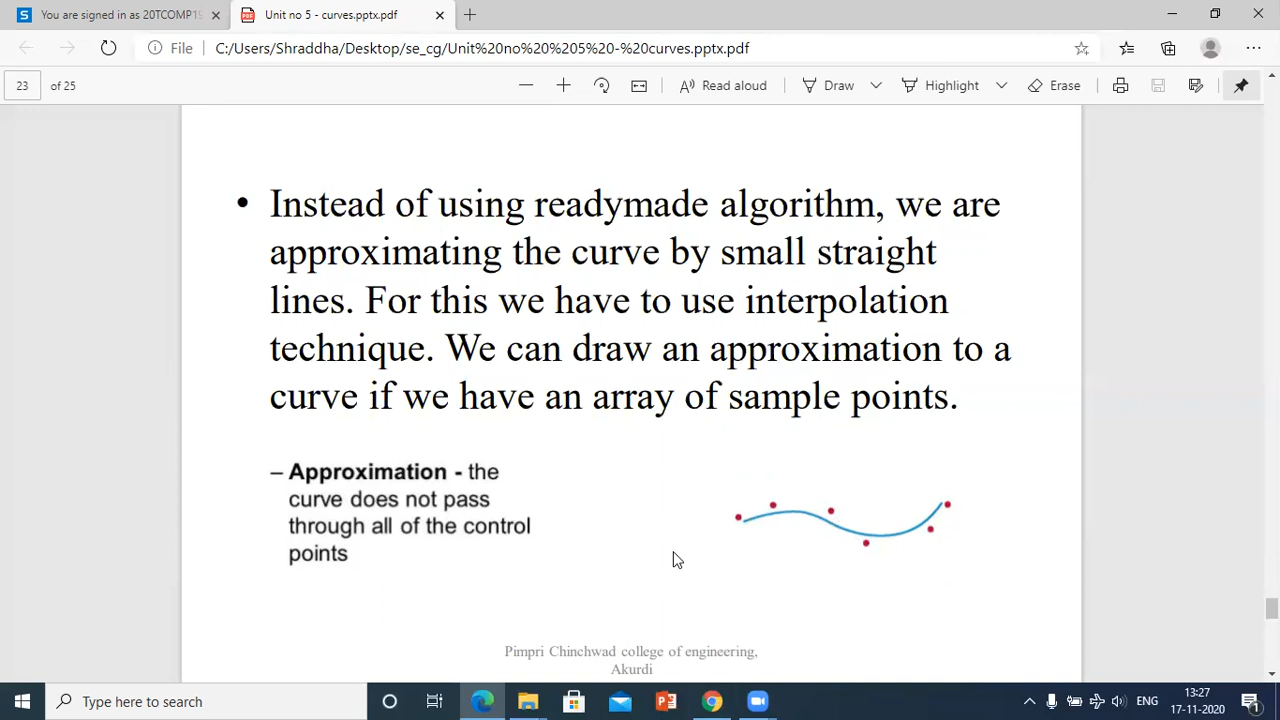 You are signed in as 20TCOMP1S
Unit no 5 - curves.pptx.pdf
File
C:/Users/Shraddha/Desktop/se_cg/Unit%20no%20%205%20-%20curves.pptx.pdf
23 of 25
Read aloud
Draw
Highlight
Erase
• Instead of using readymade algorithm, we are
approximating the curve by small straight
lines. For this we have to use interpolation
technique. We can draw an approximation to a
curve if we have an array of sample points.
– Approximation - the
curve does not pass
through all of the control
points
Pimpri Chinchwad college of engineering,
Akurdi
Type here to search
ENG
13:27
17-11-2020
1